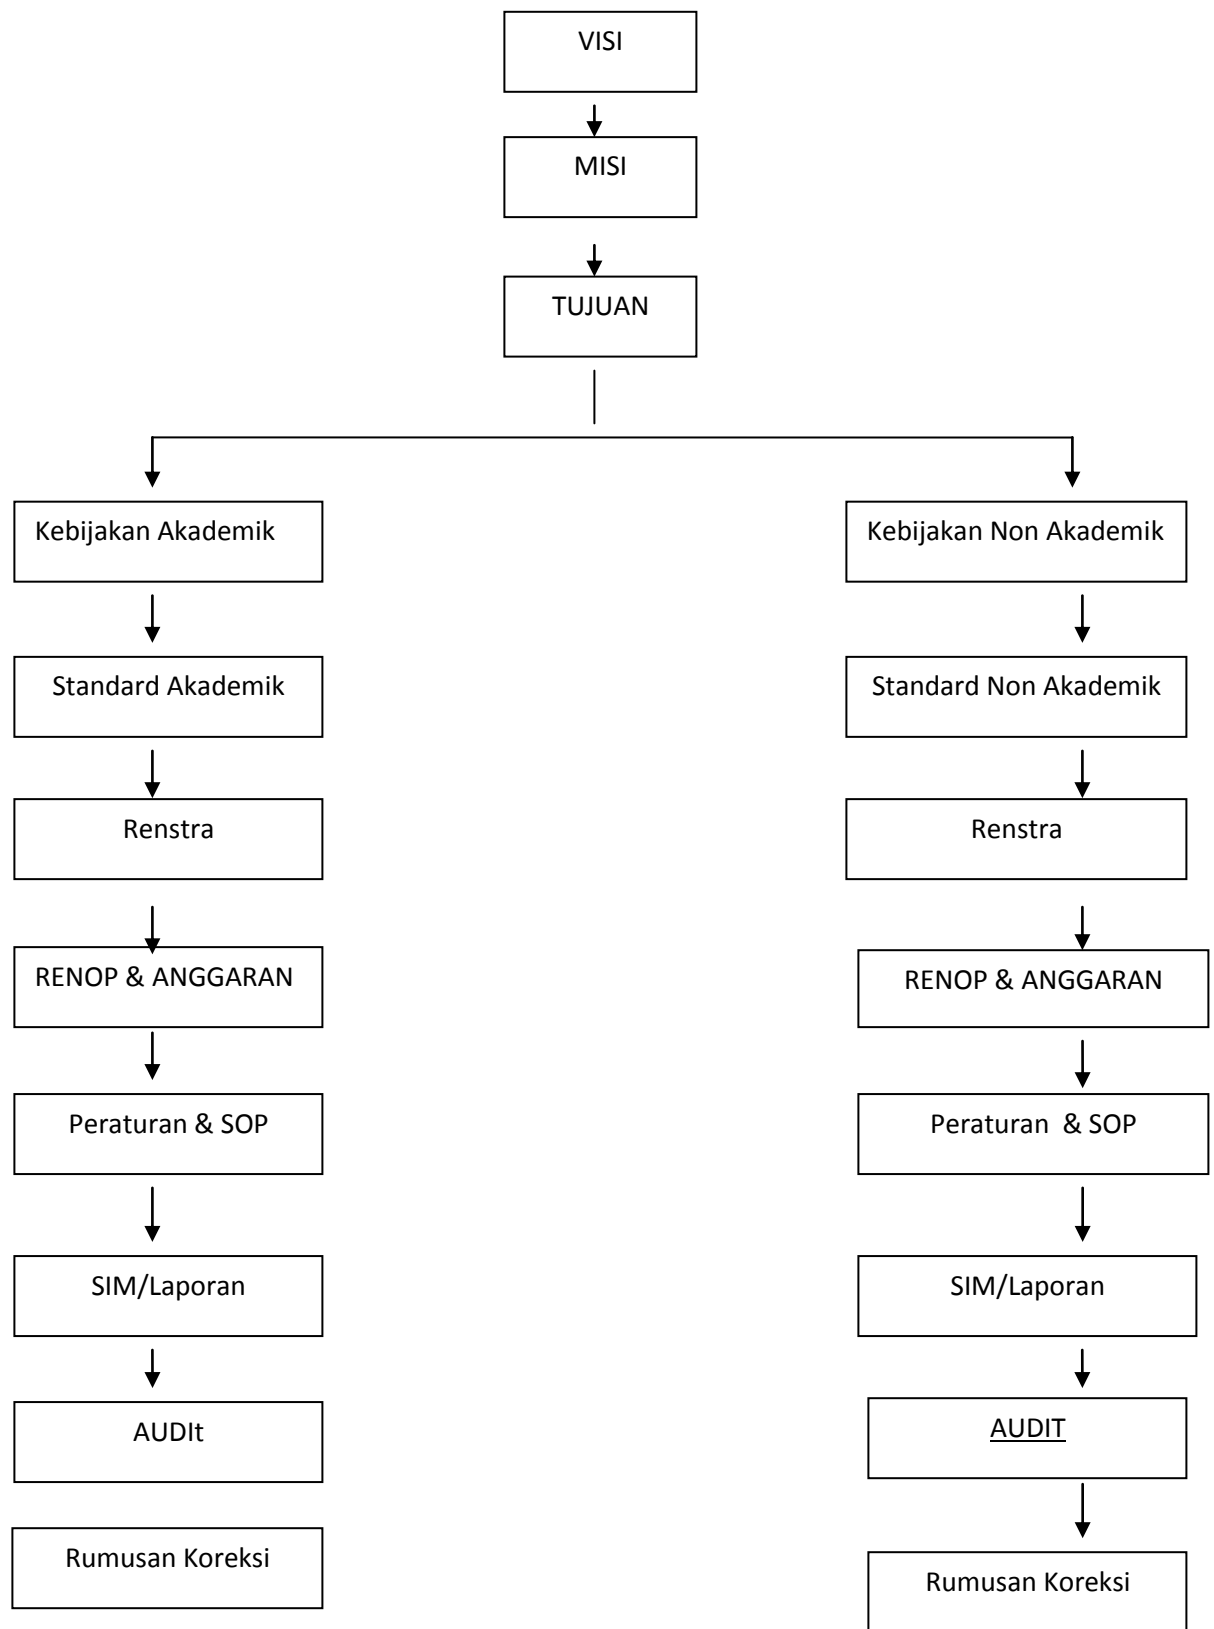 VISI
MISI
TUJUAN
Kebijakan Akademik
Kebijakan Non Akademik
Standard Akademik
Standard Non Akademik
Renstra
Renstra
RENOP & ANGGARAN
RENOP & ANGGARAN
Peraturan & SOP
Peraturan  & SOP
SIM/Laporan
SIM/Laporan
AUDIt
AUDIT
Rumusan Koreksi
Rumusan Koreksi